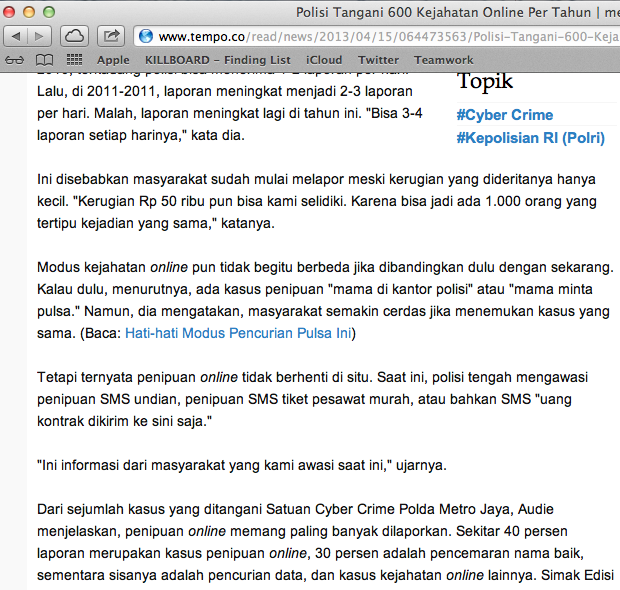 Polisi Tangani 600 Kejahatan Online Per Tahun | me
www.tempo.co/read/news/2013/04/15/064473563/Polisi-Tangani-600-Keja
Apple KILLBOARD - Finding List iCloud Twitter Teamwork
Lalu, di 2011-2011, laporan meningkat menjadi 2-3 laporan
per hari. Malah, laporan meningkat lagi di tahun ini. "Bisa 3-4
laporan setiap harinya," kata dia.
Topik
#Cyber Crime
#Kepolisian RI (Polri)
Ini disebabkan masyarakat sudah mulai melapor meski kerugian yang dideritanya hanya
kecil. "Kerugian Rp 50 ribu pun bisa kami selidiki. Karena bisa jadi ada 1.000 orang yang
tertipu kejadian yang sama," katanya.
Modus kejahatan online pun tidak begitu berbeda jika dibandingkan dulu dengan sekarang.
Kalau dulu, menurutnya, ada kasus penipuan "mama di kantor polisi" atau "mama minta
pulsa." Namun, dia mengatakan, masyarakat semakin cerdas jika menemukan kasus yang
sama. (Baca: Hati-hati Modus Pencurian Pulsa Ini)
Tetapi ternyata penipuan online tidak berhenti di situ. Saat ini, polisi tengah mengawasi
penipuan SMS undian, penipuan SMS tiket pesawat murah, atau bahkan SMS "uang
kontrak dikirim ke sini saja."
"Ini informasi dari masyarakat yang kami awasi saat ini," ujarnya.
Dari sejumlah kasus yang ditangani Satuan Cyber Crime Polda Metro Jaya, Audie
menjelaskan, penipuan online memang paling banyak dilaporkan. Sekitar 40 persen
laporan merupakan kasus penipuan online, 30 persen adalah pencemaran nama baik,
sementara sisanya adalah pencurian data, dan kasus kejahatan online lainnya. Simak Edisi